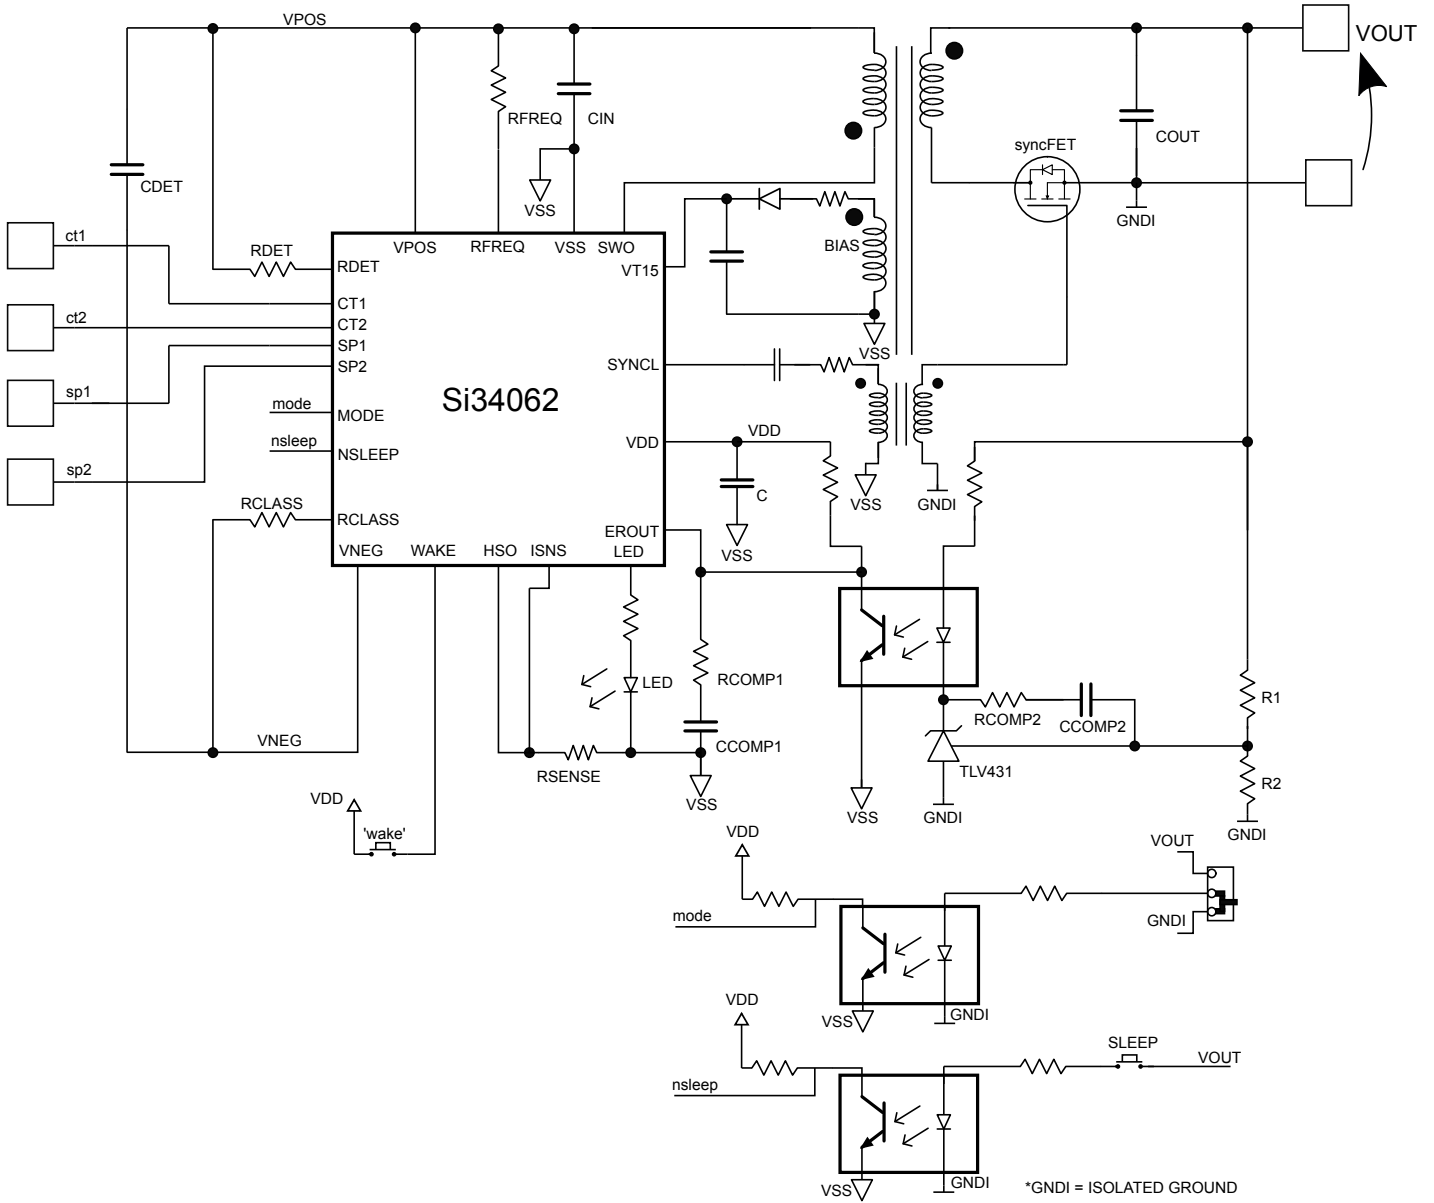 VPOS
VOUT
RFREQ
CIN
COUT
syncFET
CDET
VSS
GNDI
ct1
RDET
VPOS
RFREQ
VSS
SWO
BIAS
RDET
VT15
CT1
ct2
CT2
SP1
VSS
SP2
SYNCL
sp1
Si34062
mode
MODE
nsleep
NSLEEP
VDD
VDD
sp2
C
VSS
GNDI
RCLASS
RCLASS
EROUT
VSS
VNEG
WAKE
HSO
ISNS
LED
LED
RCOMP1
R1
RCOMP2
CCOMP2
VNEG
CCOMP1
RSENSE
TLV431
R2
VDD
VSS
VSS
GNDI
GNDI
'wake'
VDD
VOUT
mode
GNDI
VSS
GNDI
VDD
SLEEP
VOUT
nsleep
VSS
GNDI
*GNDI = ISOLATED GROUND